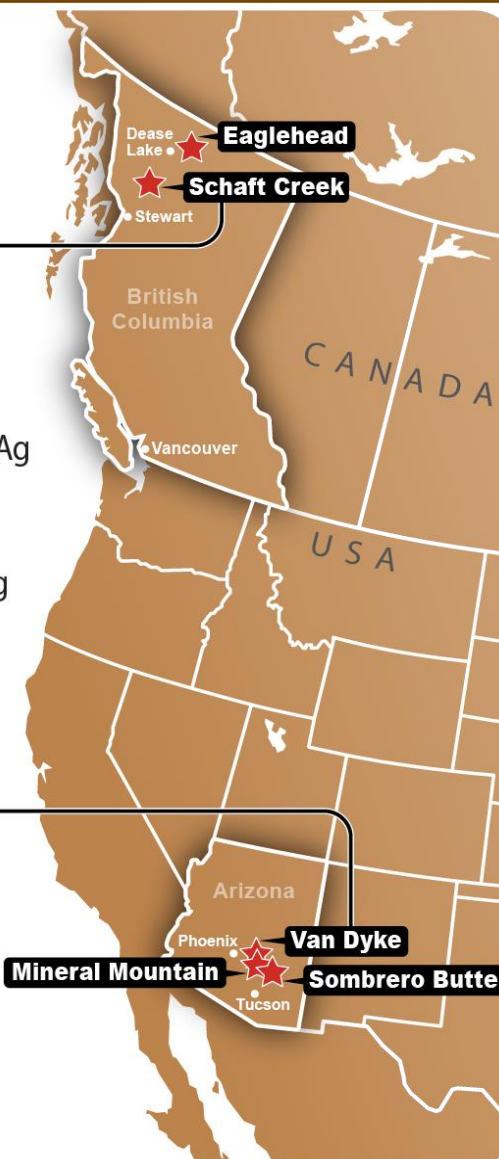 Dease
Lake
Eaglehead
Schaft Creek
Stewart
British
Columbia
CANADA
Ag
Vancouver
USA
g
Arizona
Phoenix
Van Dyke
Mineral Mountain
Sombrero Butte
Tucson